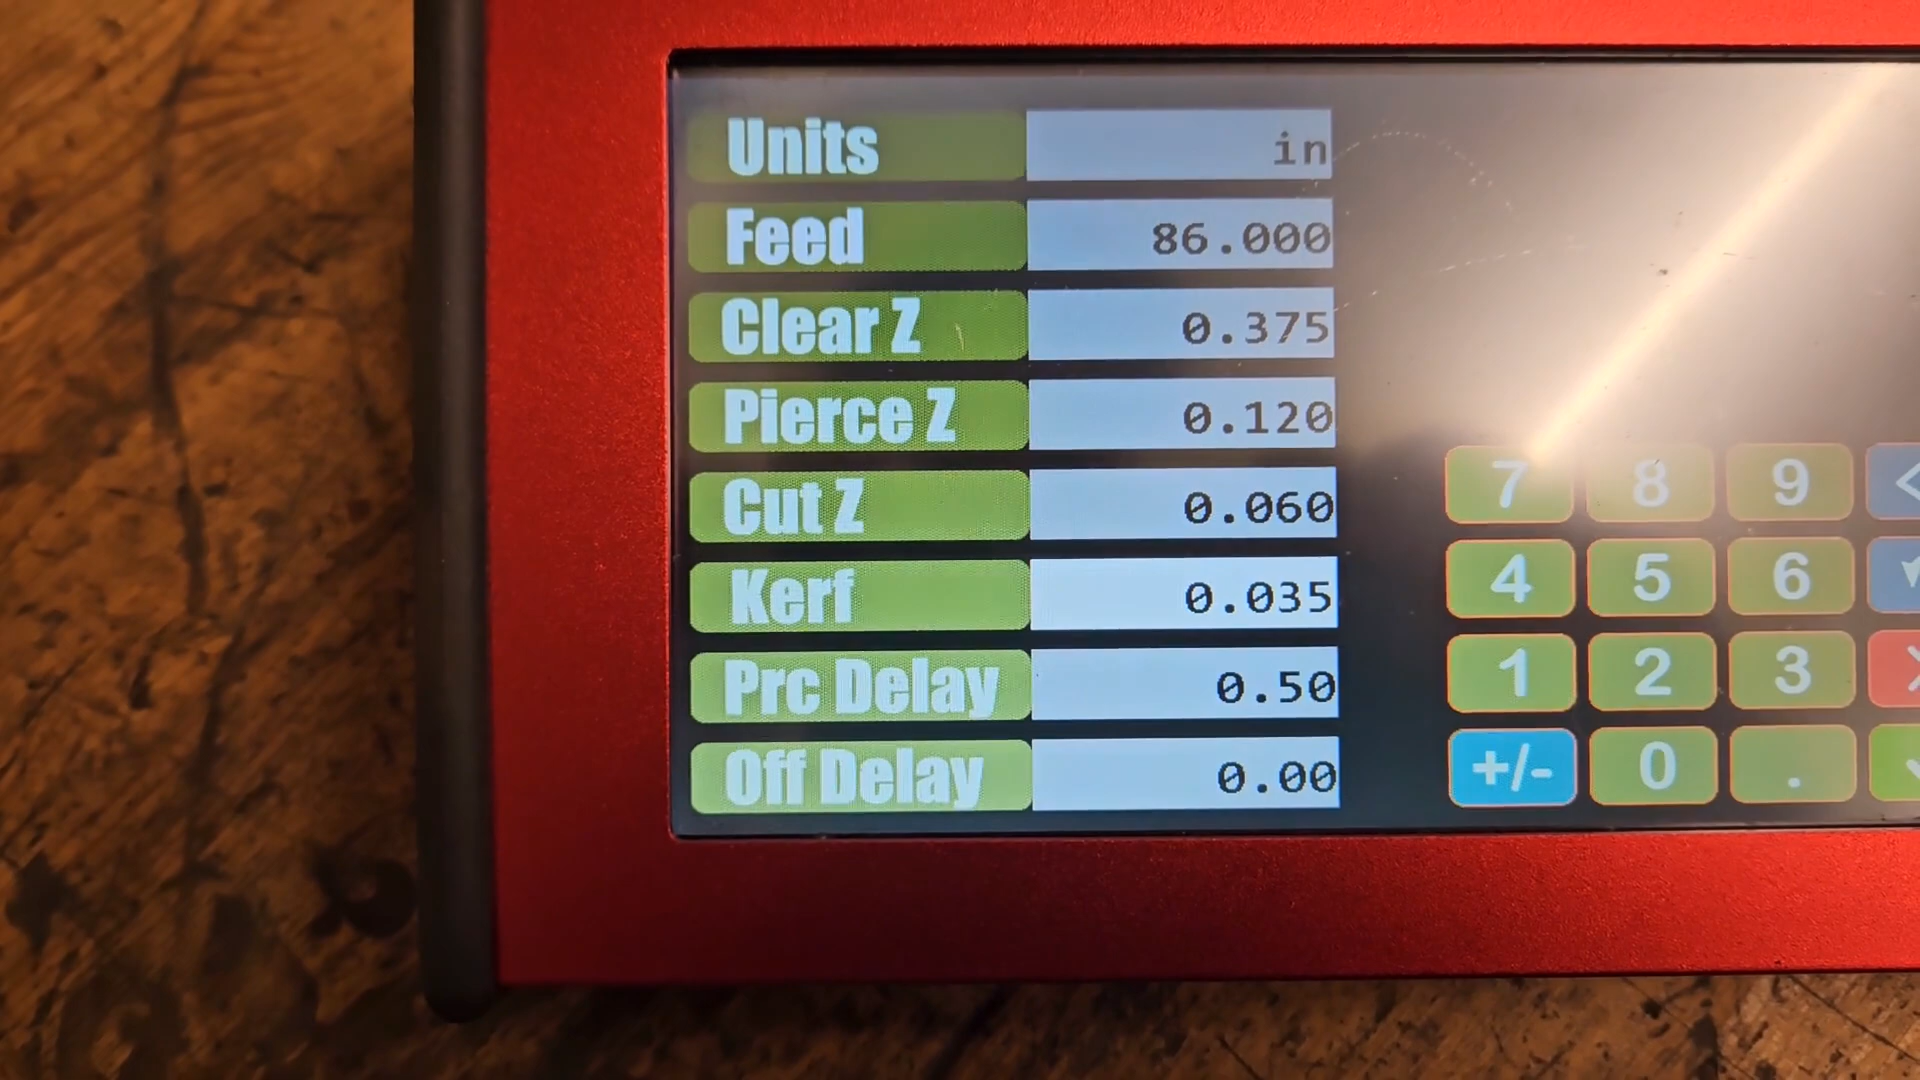 Units in
Feed 86.000
Clear Z 0.375
Pierce Z 0.120
Cut Z 0.060
Kerf 0.035
Prc Delay 0.50
Off Delay 0.00
7 8 9
4 5 6
1 2 3
+/- 0 .